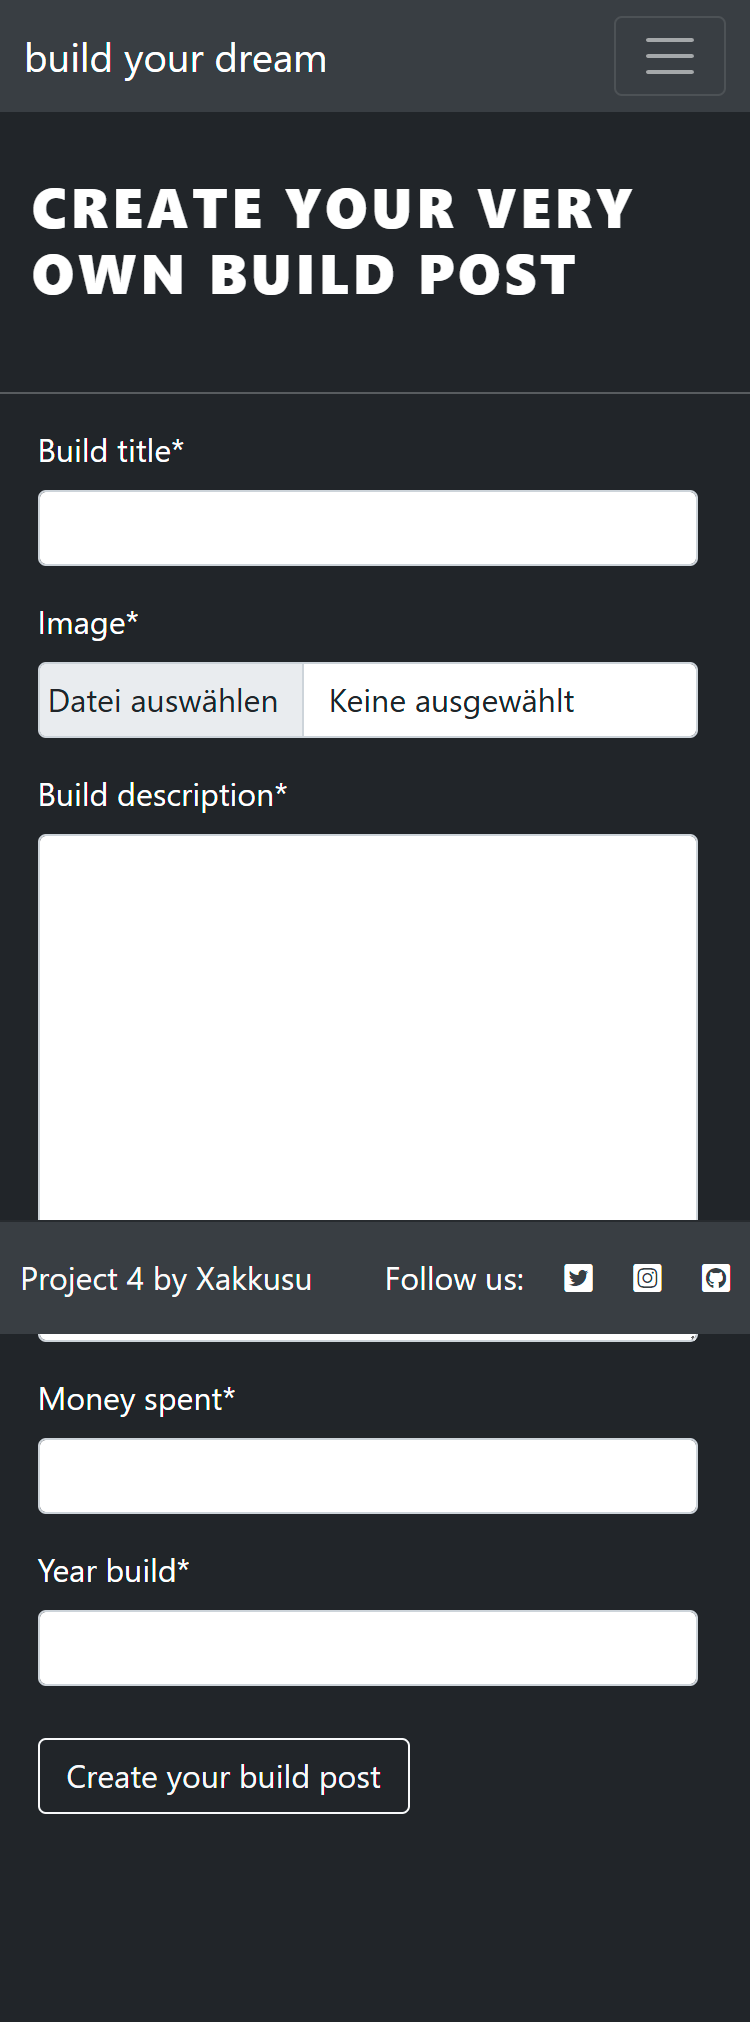 build your dream
CREATE YOUR VERY
OWN BUILD POST
Build title*
Image*
Datei auswählen Keine ausgewählt
Build description*
Project 4 by Xakkusu Follow us:
Money spent*
Year build*
Create your build post